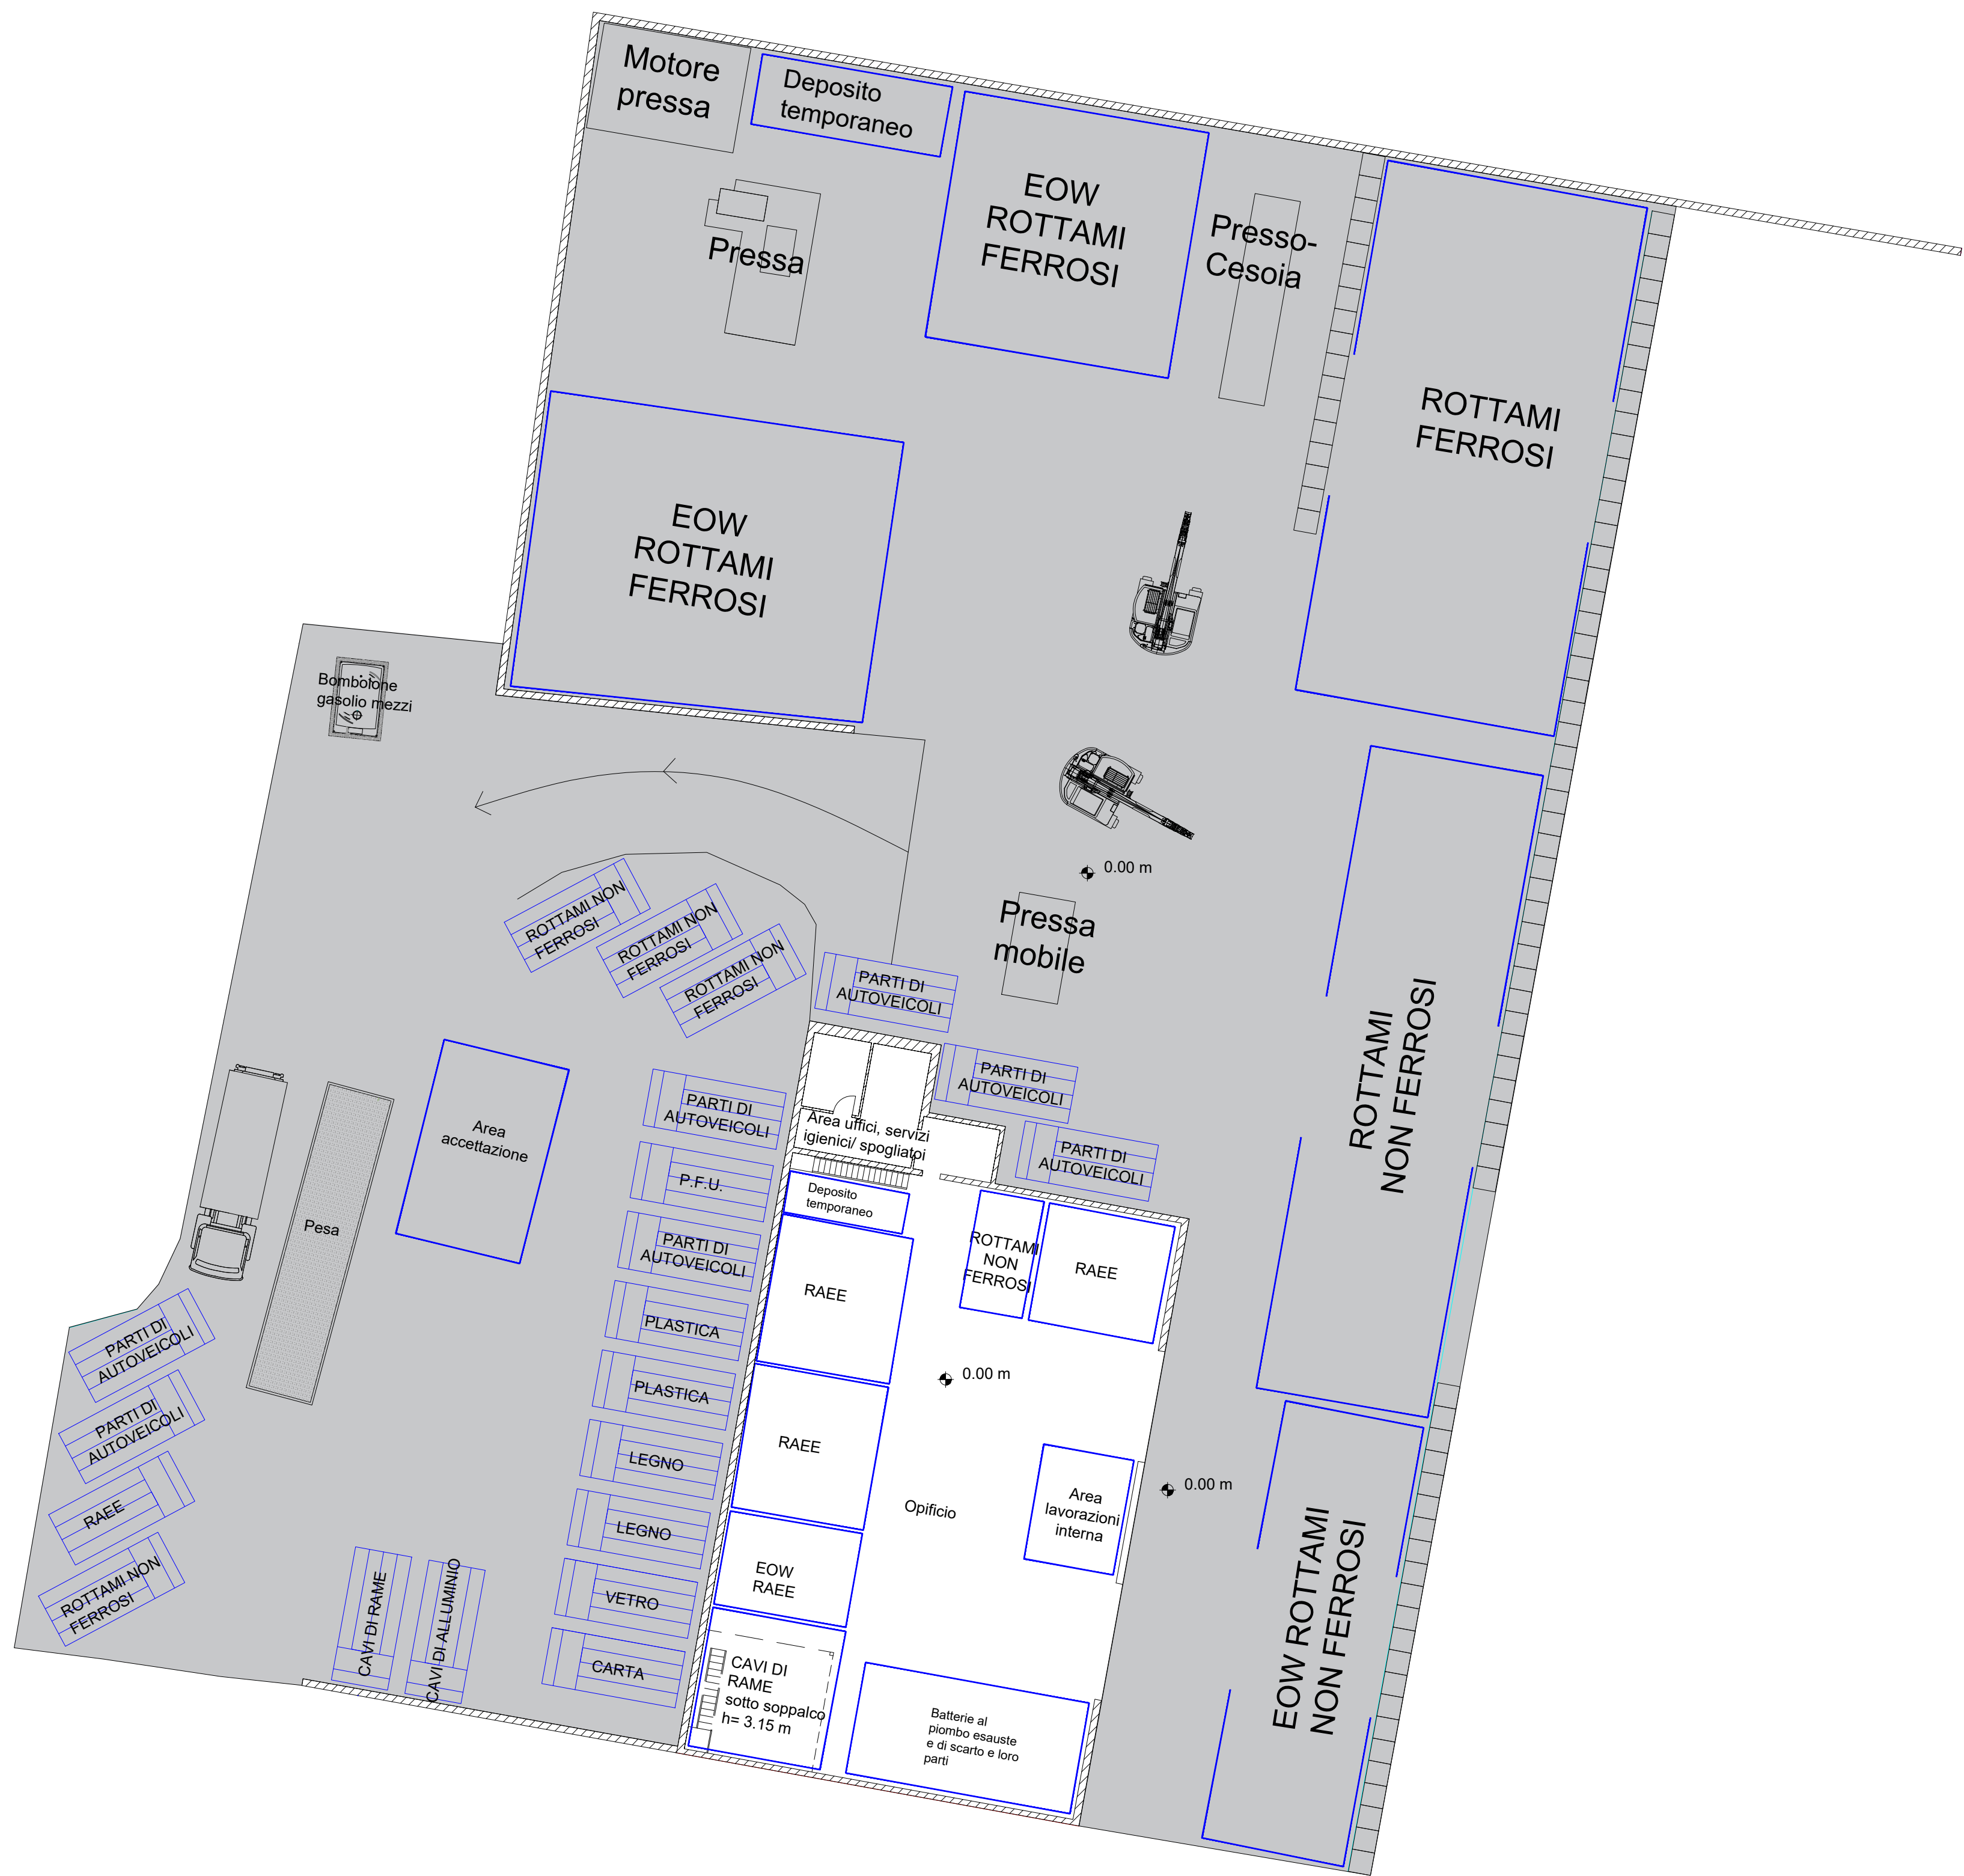 Motore
pressa
Deposito
temporaneo
EOW
ROTTAMI
FERROSI
Pressa
Presso-
Cesoia
ROTTAMI
FERROSI
EOW
ROTTAMI
FERROSI
Bombolone
gasolio mezzi
0.00 m
ROTTAMI NON
FERROSI
ROTTAMI NON
FERROSI
ROTTAMI NON
FERROSI
Pressa
mobile
PARTI DI
AUTOVEICOLI
PARTI DI
AUTOVEICOLI
PARTI DI
AUTOVEICOLI
ROTTAMI
NON FERROSI
Area
accettazione
Pesa
PARTI DI
AUTOVEICOLI
P.F.U.
PARTI DI
AUTOVEICOLI
PLASTICA
PLASTICA
LEGNO
LEGNO
VETRO
CARTA
Area uffici, servizi
igienici/ spogliatoi
Deposito
temporaneo
RAEE
ROTTAMI
NON
FERROSI
RAEE
0.00 m
RAEE
Opificio
Area
lavorazioni
interna
0.00 m
EOW
RAEE
CAVI DI
RAME
sotto soppalco
h= 3.15 m
Batterie al
piombo esauste
e di scarto e loro
parti
EOW ROTTAMI
NON FERROSI
PARTI DI
AUTOVEICOLI
PARTI DI
AUTOVEICOLI
RAEE
ROTTAMI NON
FERROSI
CAVI DI RAME
CAVI DI ALLUMINIO